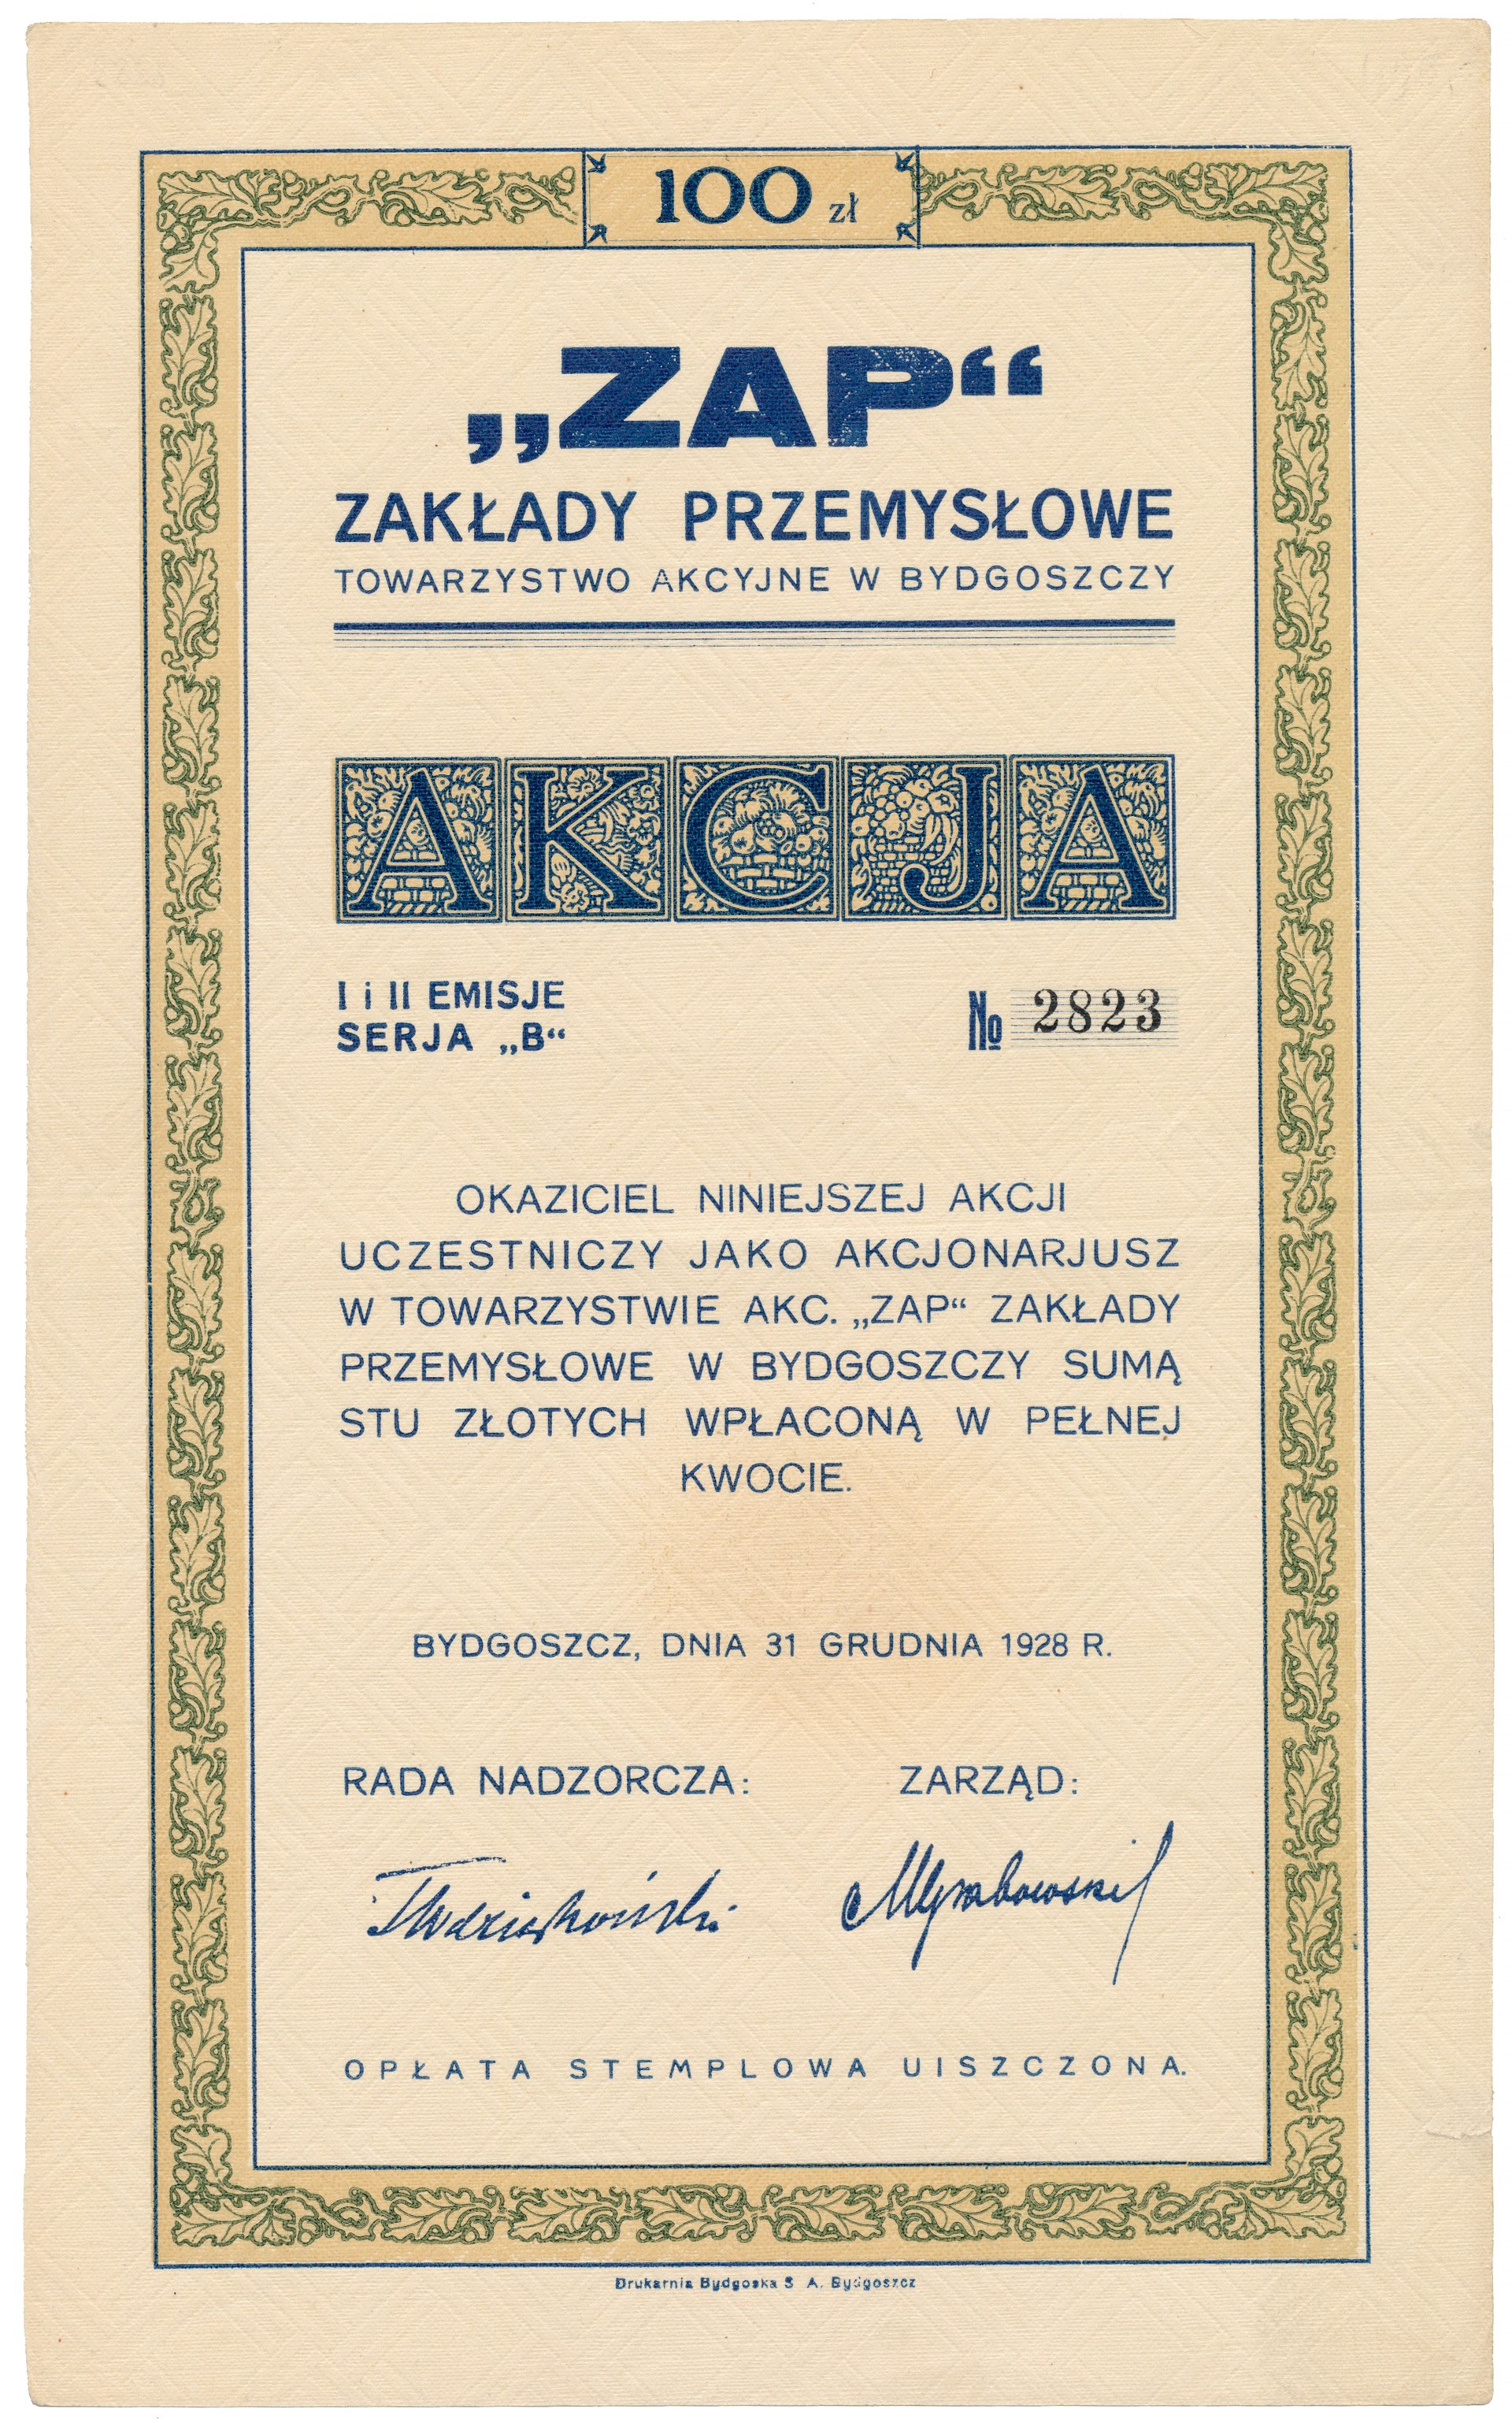 100 zł
„ZAP“
ZAKŁADY PRZEMYSŁOWE
TOWARZYSTWO AKCYJNE W BYDGOSZCZY
AKCJA
I i II EMISJE
SERJA „B“
№ 2823
OKAZICIEL NINIEJSZEJ AKCJI
UCZESTNICZY JAKO AKCJONARJUSZ
W TOWARZYSTWIE AKC. „ZAP“ ZAKŁADY
PRZEMYSŁOWE W BYDGOSZCZY SUMĄ
STU ZŁOTYCH WPŁACONĄ W PEŁNEJ
KWOCIE.
BYDGOSZCZ, DNIA 31 GRUDNIA 1928 R.
RADA NADZORCZA:
ZARZĄD:
OPŁATA STEMPLOWA UISZCZONA.
Drukarnia Bydgoska S A. Bydgoszcz